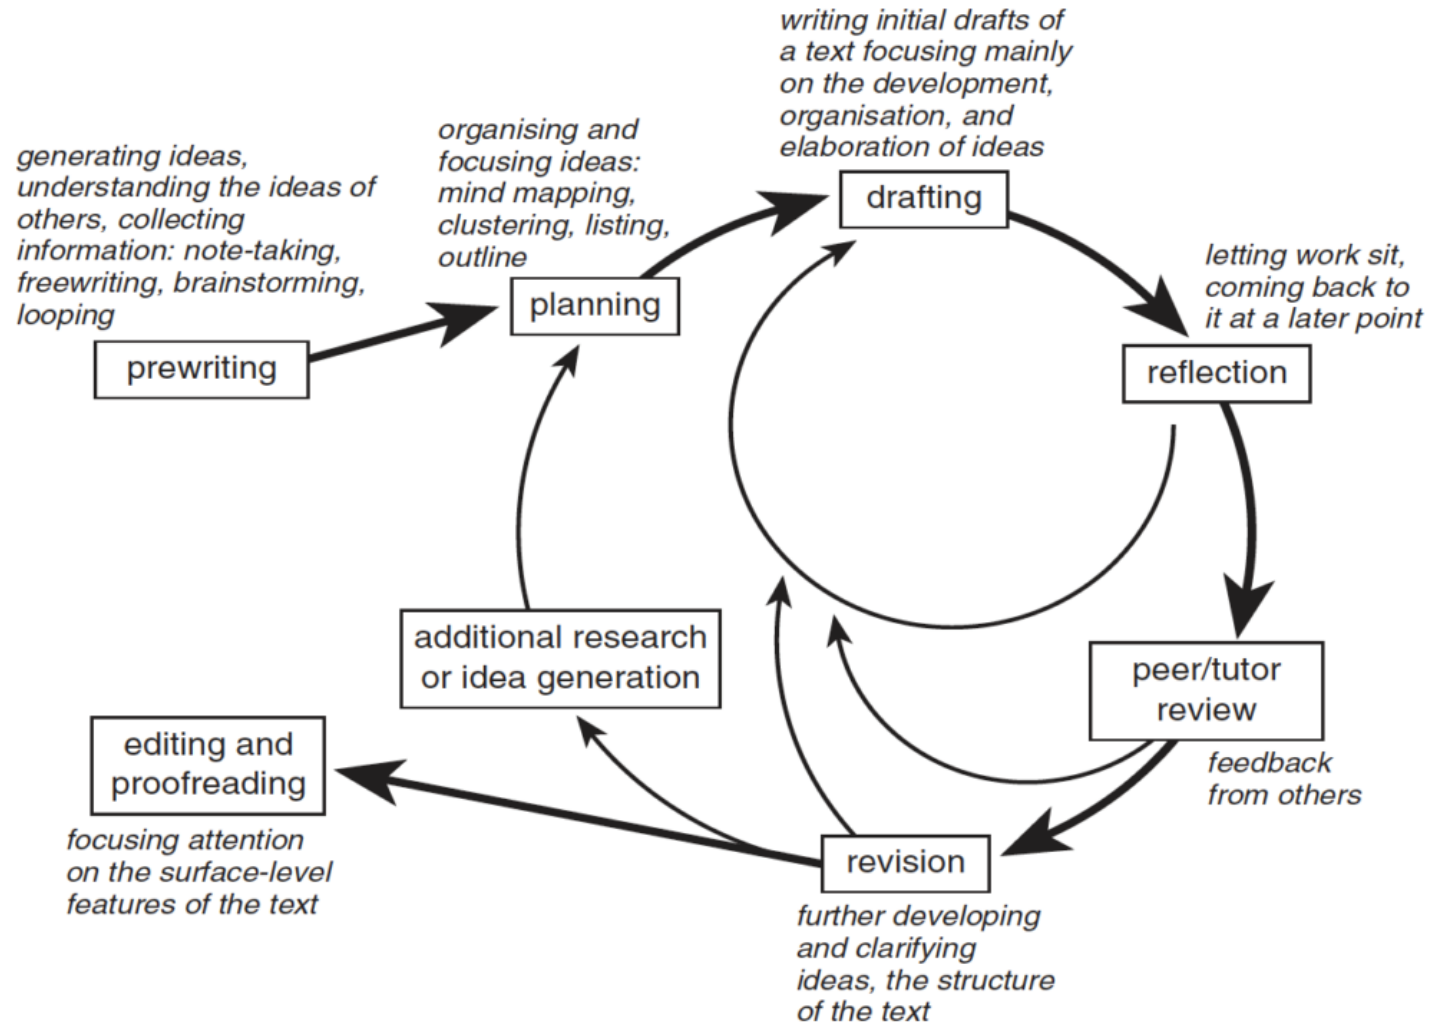 generating ideas,
understanding the ideas of
others, collecting
information: note-taking,
freewriting, brainstorming,
looping
prewriting
organising and
focusing ideas:
mind mapping,
clustering, listing,
outline
planning
writing initial drafts of
a text focusing mainly
on the development,
organisation, and
elaboration of ideas
drafting
letting work sit,
coming back to
it at a later point
reflection
peer/tutor
review
feedback
from others
revision
further developing
and clarifying
ideas, the structure
of the text
additional research
or idea generation
editing and
proofreading
focusing attention
on the surface-level
features of the text